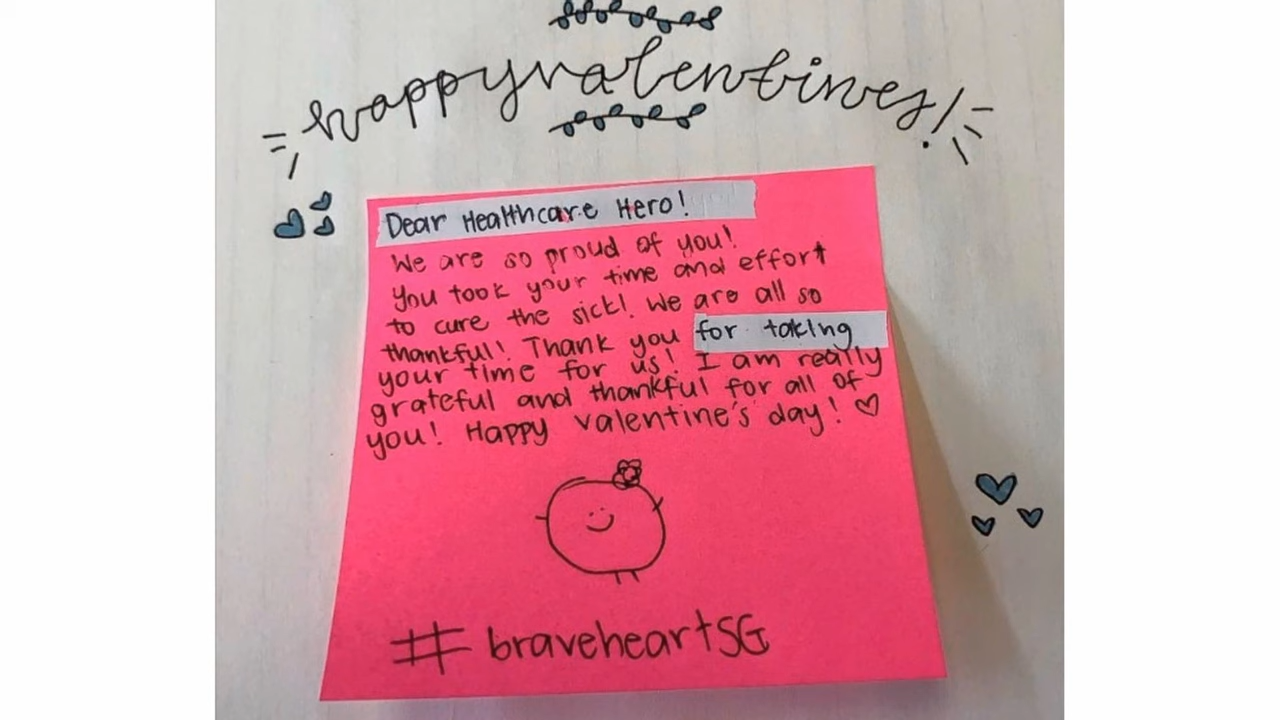 happyvalentines!
Dear Healthcare Hero!
We are so proud of you!
You took your time and effort
to cure the sick! We are all so
thankful! Thank you for taking
your time for us! I am really
grateful and thankful for all of
you! Happy Valentine's day! ♡
#braveheartSG